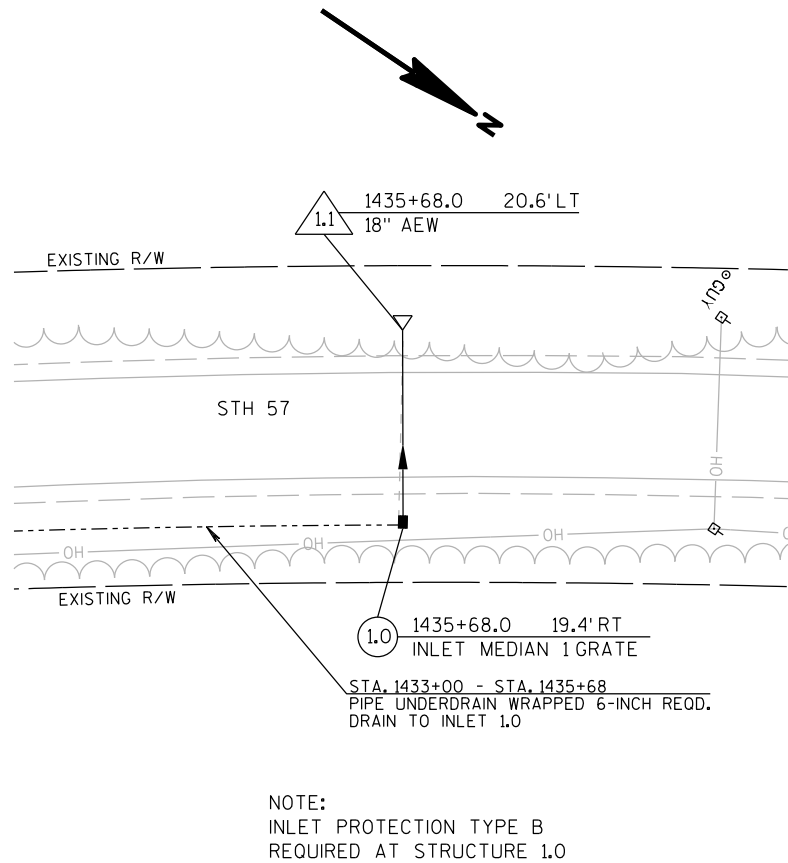 N
1435+68.0 20.6' LT
1.1
18" AEW
EXISTING R/W
GUY
STH 57
OH
OH OH OH
EXISTING R/W
1.0
1435+68.0 19.4' RT
INLET MEDIAN 1 GRATE
STA. 1433+00 - STA. 1435+68
PIPE UNDERDRAIN WRAPPED 6-INCH REQD.
DRAIN TO INLET 1.0
NOTE:
INLET PROTECTION TYPE B
REQUIRED AT STRUCTURE 1.0